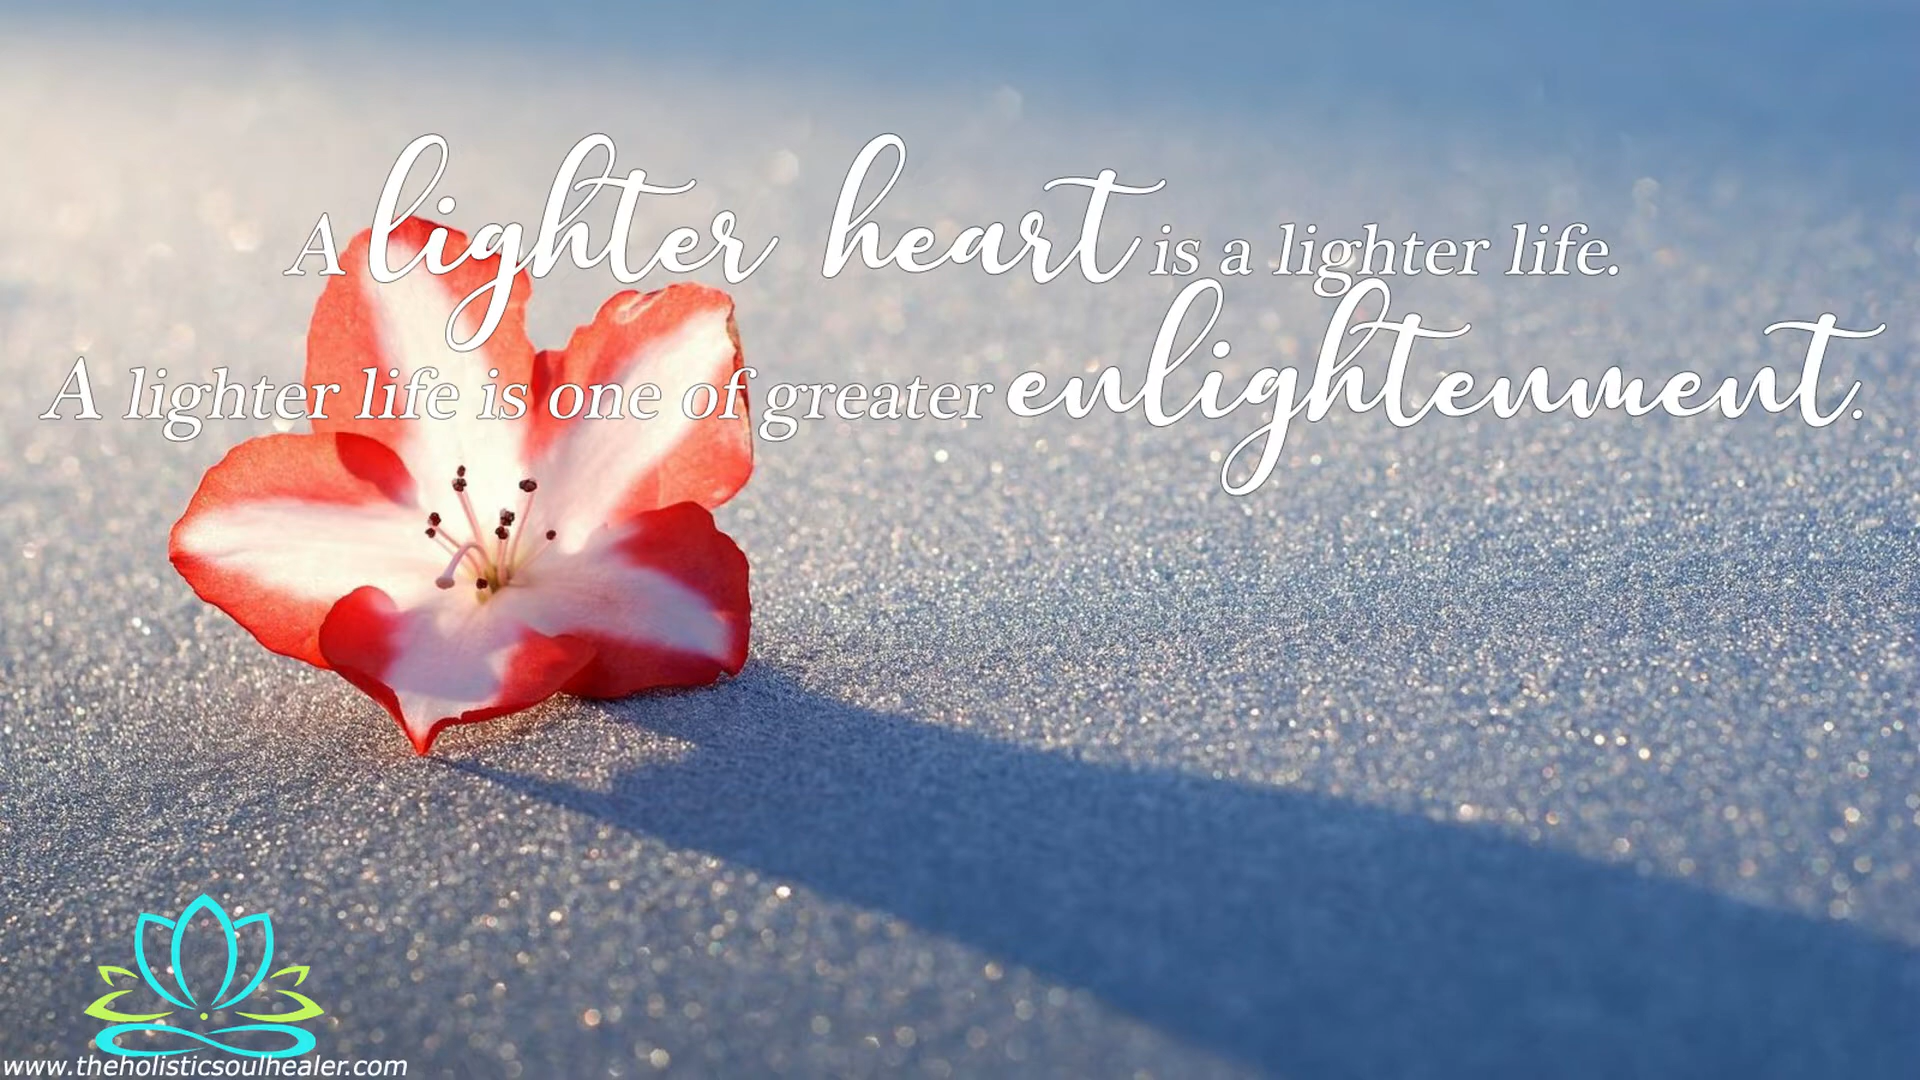 A lighter heart is a lighter life.
A lighter life is one of greater enlightenment.
www.theholisticsoulhealer.com